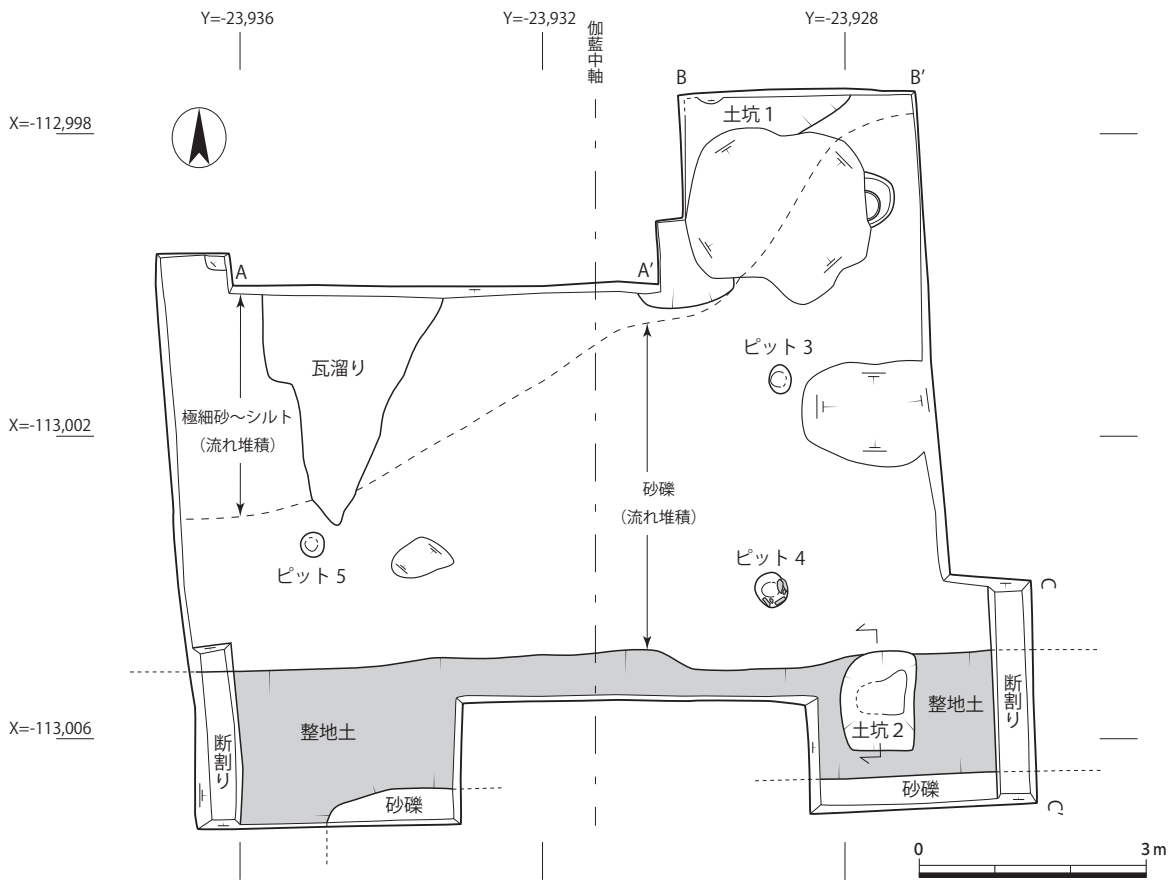 Y=-23,936
Y=-23,932
Y=-23,928
伽藍中軸
B
B'
X=-112,998
土坑 1
A
A'
瓦溜り
ピット 3
X=-113,002
極細砂〜シルト
(流れ堆積)
砂礫
(流れ堆積)
ピット 5
ピット 4
C
断割り
整地土
X=-113,006
整地土
断割り
土坑 2
砂礫
砂礫
C'
0
3 m